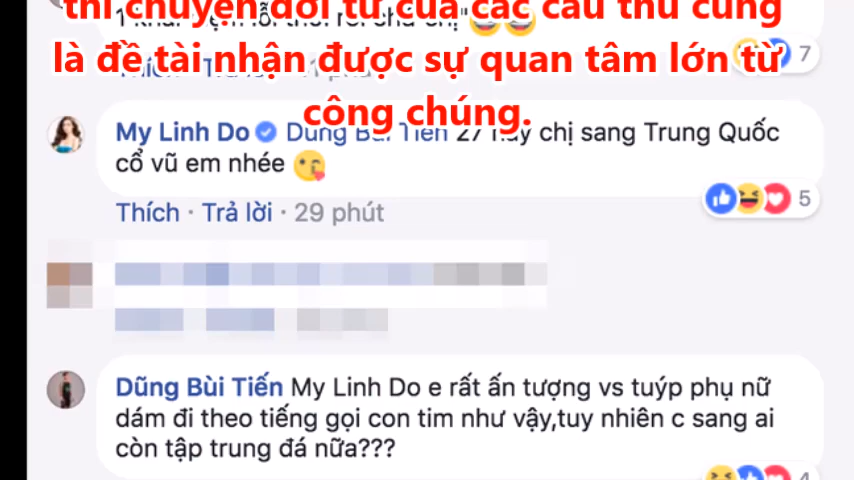 thì chuyện đời tư của các cầu thủ cũng
là đề tài nhận được sự quan tâm lớn từ
công chúng.
7
My Linh Do Dũng Bùi Tiến 27 này chị sang Trung Quốc
cổ vũ em nhée
5
Thích · Trả lời · 29 phút
Dũng Bùi Tiến My Linh Do e rất ấn tượng vs tuýp phụ nữ
dám đi theo tiếng gọi con tim như vậy,tuy nhiên c sang ai
còn tập trung đá nữa???
4